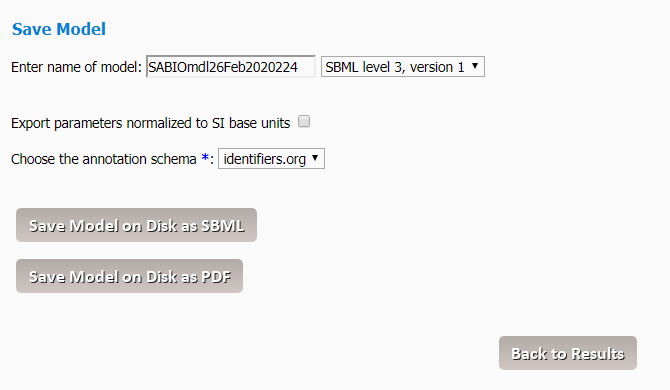 Save Model
Enter name of model: SABIOmdl26Feb2020224 SBML level 3, version 1
Export parameters normalized to SI base units
Choose the annotation schema *: identifiers.org
Save Model on Disk as SBML
Save Model on Disk as PDF
Back to Results